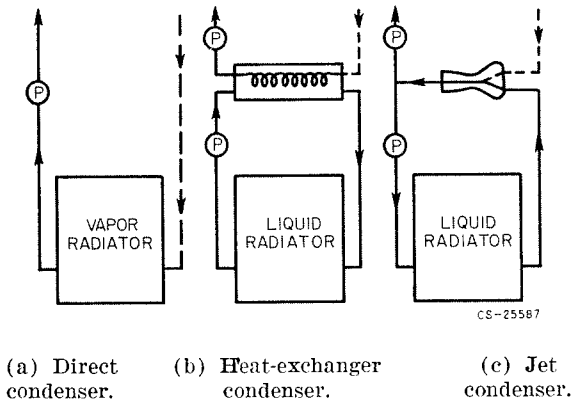 P
P
P
P
P
VAPOR
RADIATOR
LIQUID
RADIATOR
LIQUID
RADIATOR
CS-25587
(a) Direct
condenser.
(b) Heat-exchanger
condenser.
(c) Jet
condenser.